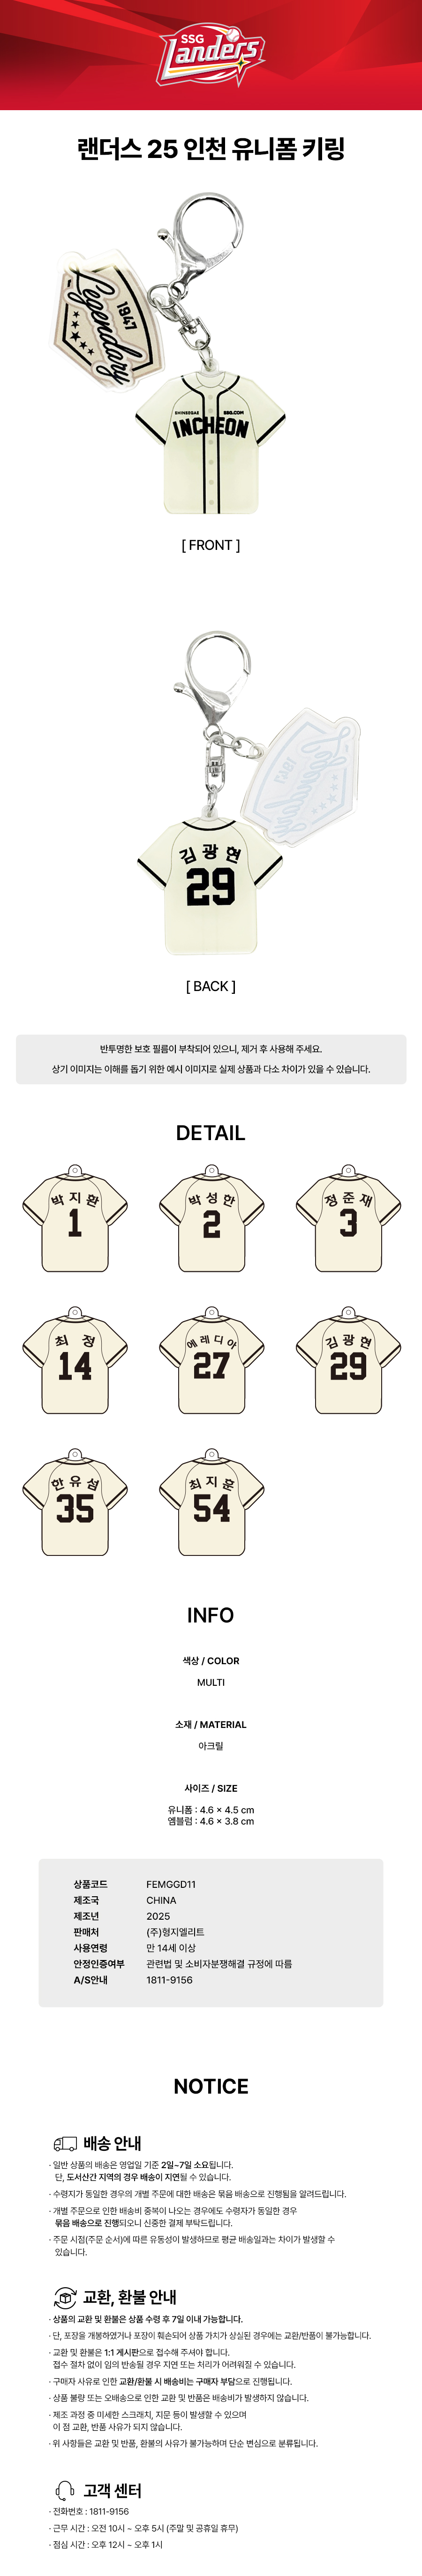 SSG
Landers
랜더스 25 인천 유니폼 키링
1947
Legendary
SHINSEGAE SSG.COM
INCHEON
[ FRONT ]
1947
Legendary
김광현
29
[ BACK ]
반투명한 보호 필름이 부착되어 있으니, 제거 후 사용해 주세요.
상기 이미지는 이해를 돕기 위한 예시 이미지로 실제 상품과 다소 차이가 있을 수 있습니다.
DETAIL
박지환 박성한 정준재
1 2 3
최 정 에레디아 김광현
14 27 29
한유섬 최지훈
35 54
INFO
색상 / COLOR
MULTI
소재 / MATERIAL
아크릴
사이즈 / SIZE
유니폼 : 4.6 × 4.5 cm
엠블럼 : 4.6 × 3.8 cm
상품코드 FEMGGD11
제조국 CHINA
제조년 2025
판매처 (주)형지엘리트
사용연령 만 14세 이상
안정인증여부 관련법 및 소비자분쟁해결 규정에 따름
A/S안내 1811-9156
NOTICE
배송 안내
· 일반 상품의 배송은 영업일 기준 2일~7일 소요됩니다.
단, 도서산간 지역의 경우 배송이 지연될 수 있습니다.
· 수령지가 동일한 경우의 개별 주문에 대한 배송은 묶음 배송으로 진행됨을 알려드립니다.
· 개별 주문으로 인한 배송비 중복이 나오는 경우에도 수령자가 동일한 경우
묶음 배송으로 진행되오니 신중한 결제 부탁드립니다.
· 주문 시점(주문 순서)에 따른 유동성이 발생하므로 평균 배송일과는 차이가 발생할 수
있습니다.
교환, 환불 안내
· 상품의 교환 및 환불은 상품 수령 후 7일 이내 가능합니다.
· 단, 포장을 개봉하였거나 포장이 훼손되어 상품 가치가 상실된 경우에는 교환/반품이 불가능합니다.
· 교환 및 환불은 1:1 게시판으로 접수해 주셔야 합니다.
접수 절차 없이 임의 반송될 경우 지연 또는 처리가 어려워질 수 있습니다.
· 구매자 사유로 인한 교환/환불 시 배송비는 구매자 부담으로 진행됩니다.
· 상품 불량 또는 오배송으로 인한 교환 및 반품은 배송비가 발생하지 않습니다.
· 제조 과정 중 미세한 스크래치, 지문 등이 발생할 수 있으며
이 점 교환, 반품 사유가 되지 않습니다.
· 위 사항들은 교환 및 반품, 환불의 사유가 불가능하며 단순 변심으로 분류됩니다.
고객 센터
· 전화번호 : 1811-9156
· 근무 시간 : 오전 10시 ~ 오후 5시 (주말 및 공휴일 휴무)
· 점심 시간 : 오후 12시 ~ 오후 1시